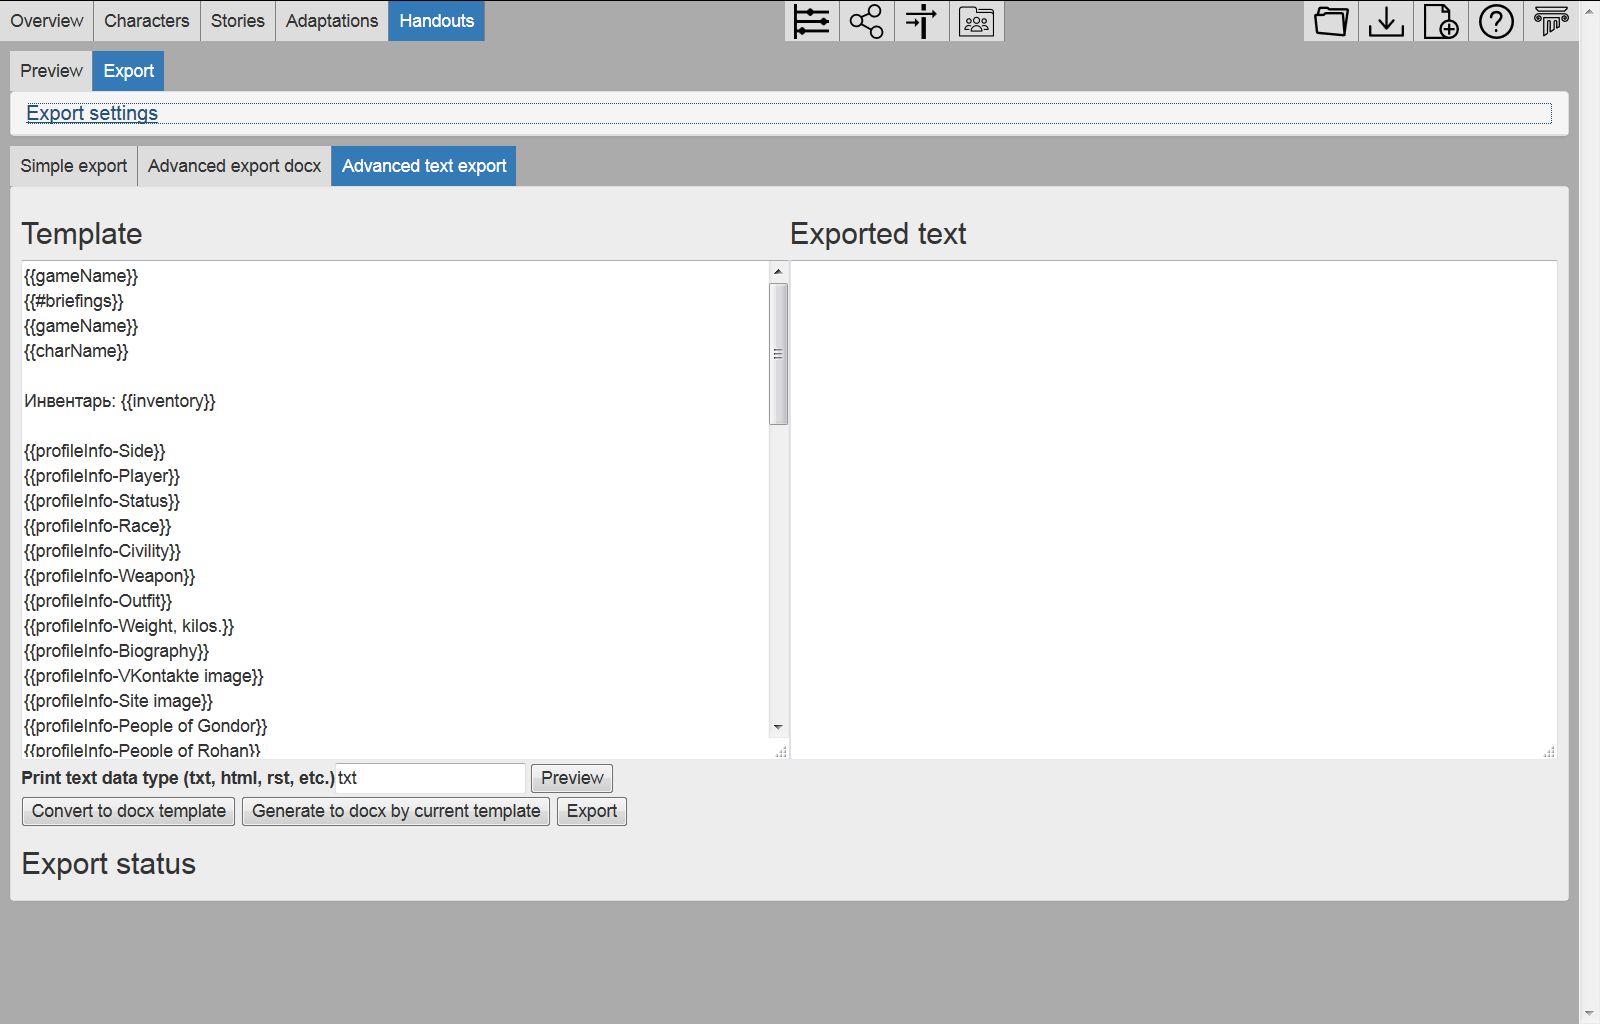 Overview Characters Stories Adaptations Handouts
Preview Export
Export settings
Simple export Advanced export docx Advanced text export
Template
{{gameName}}
{{#briefings}}
{{gameName}}
{{charName}}
Инвентарь: {{inventory}}
{{profileInfo-Side}}
{{profileInfo-Player}}
{{profileInfo-Status}}
{{profileInfo-Race}}
{{profileInfo-Civility}}
{{profileInfo-Weapon}}
{{profileInfo-Outfit}}
{{profileInfo-Weight, kilos.}}
{{profileInfo-Biography}}
{{profileInfo-VKontakte image}}
{{profileInfo-Site image}}
{{profileInfo-People of Gondor}}
{{profileInfo-People of Rohan}}
Exported text
Print text data type (txt, html, rst, etc.) txt Preview
Convert to docx template Generate to docx by current template Export
Export status